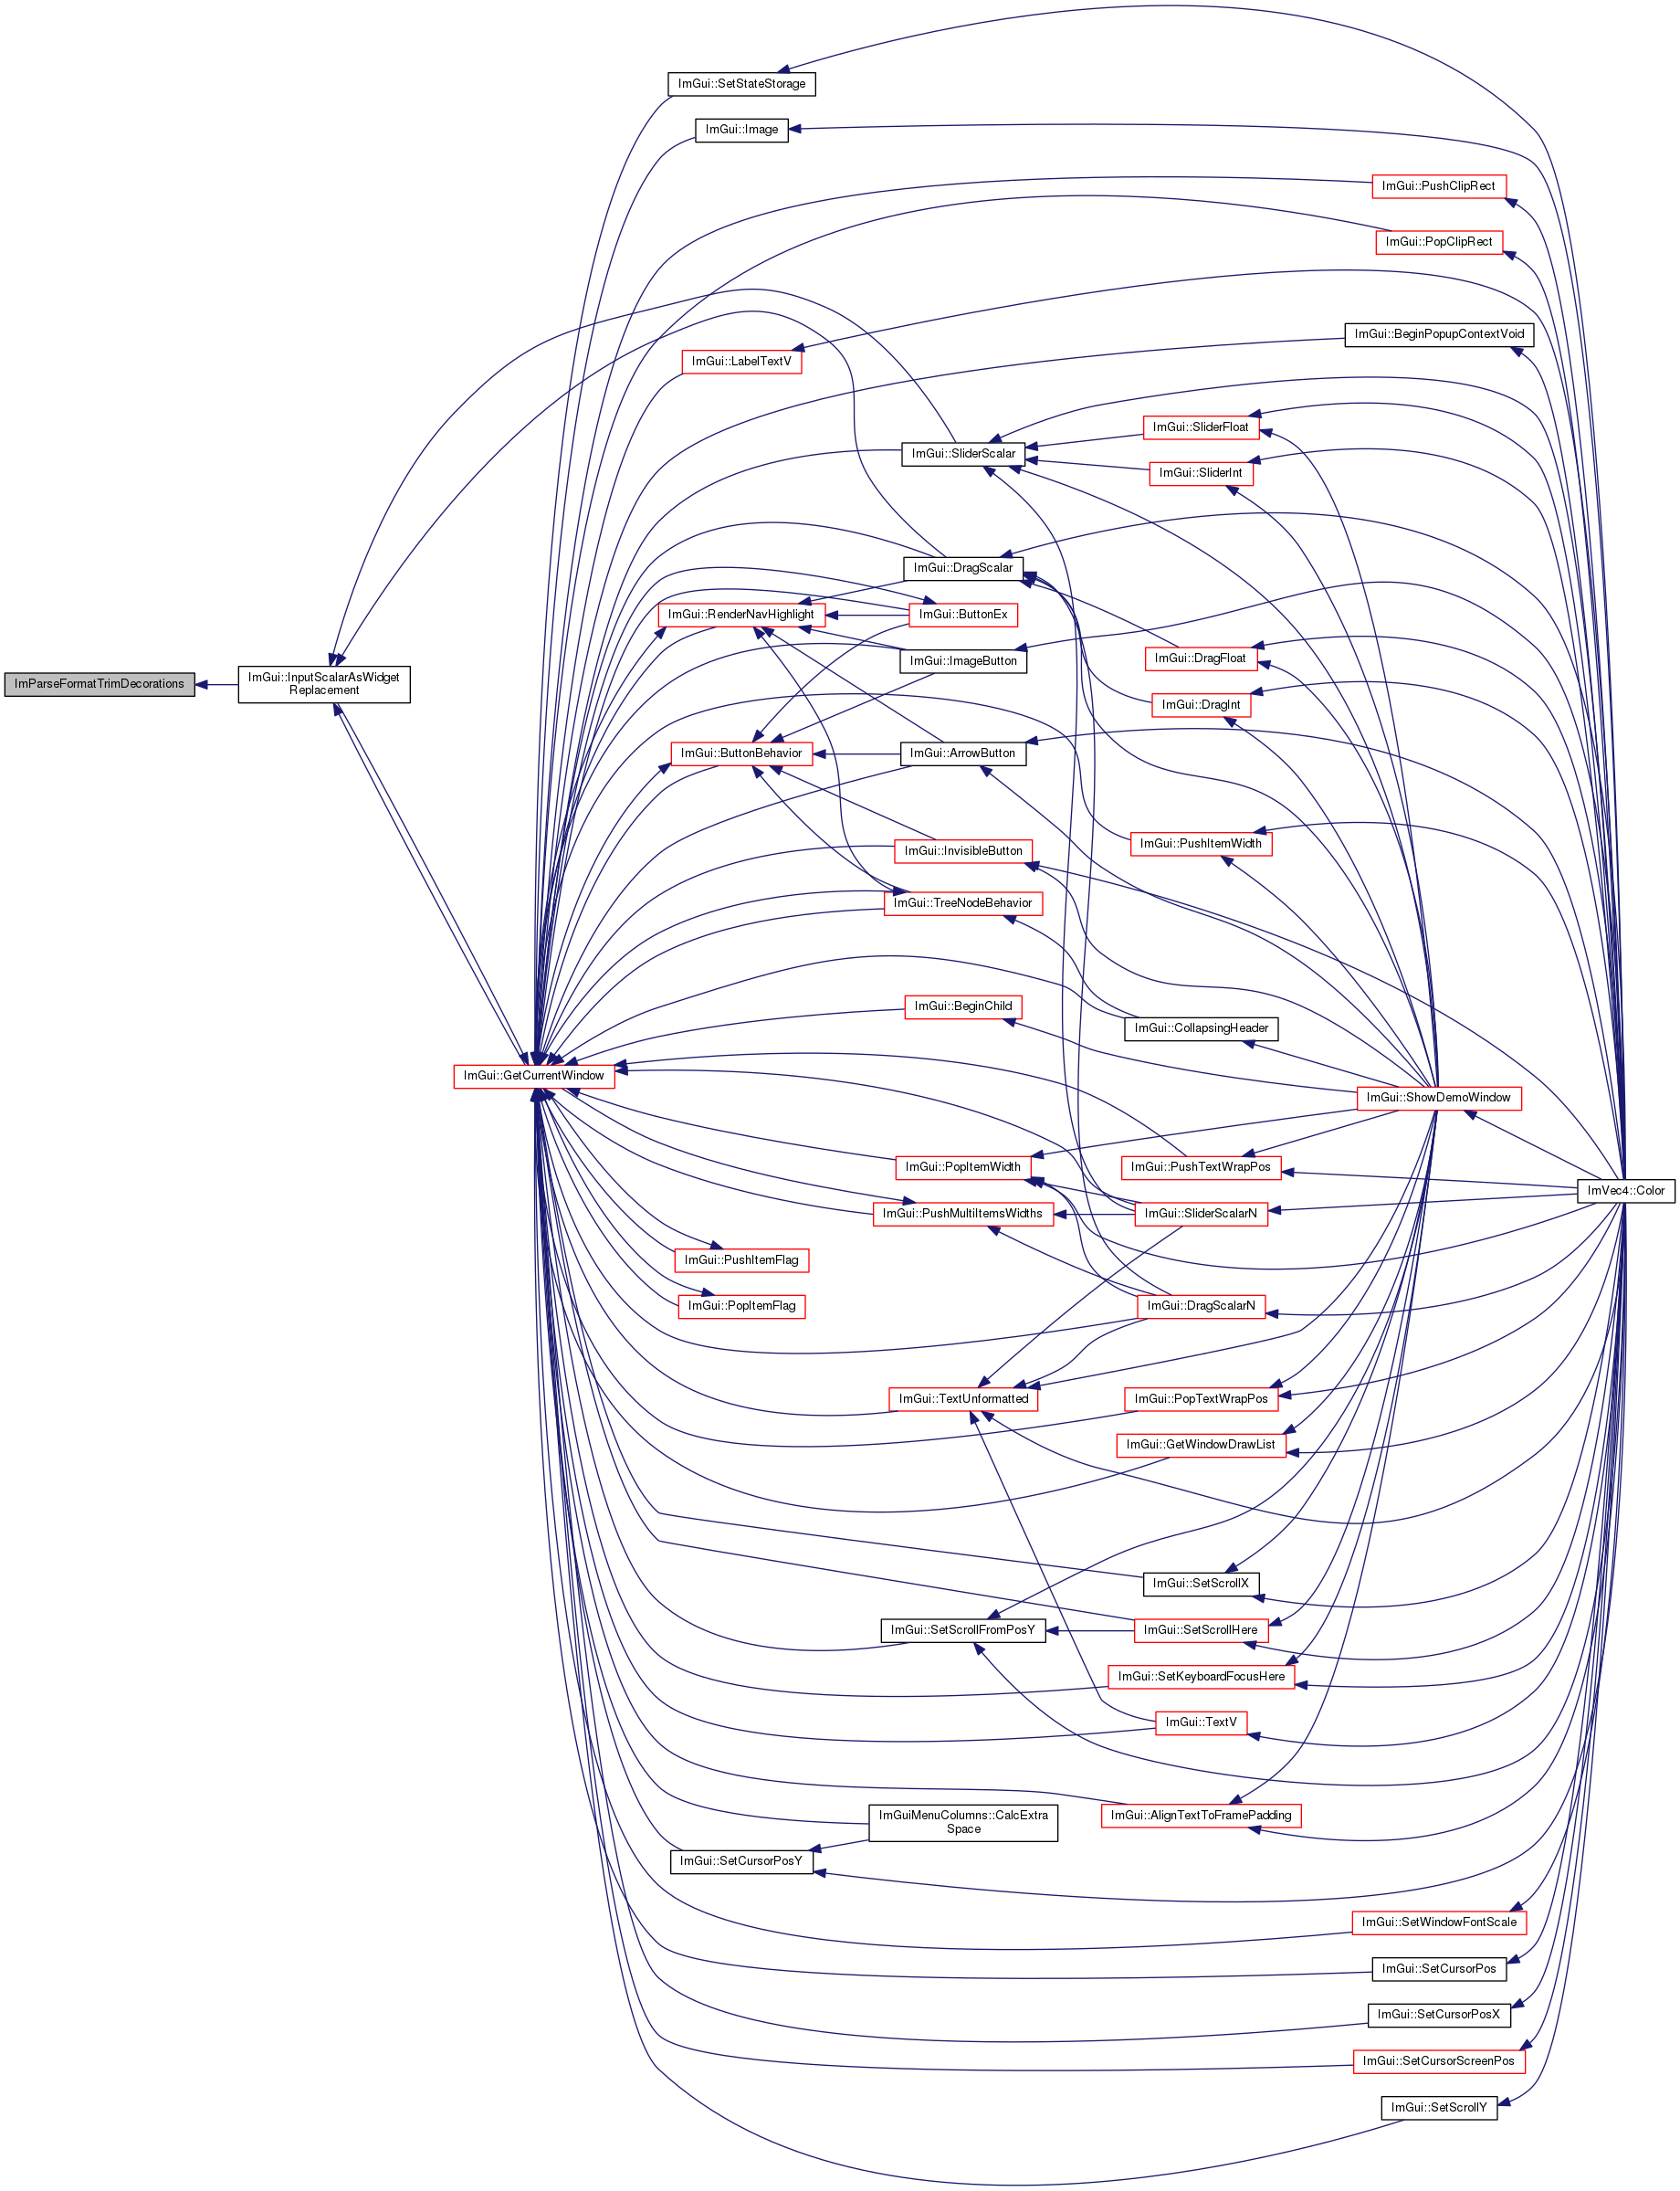 ImGui::SetStateStorage
ImGui::Image
ImGui::PushClipRect
ImGui::PopClipRect
ImGui::BeginPopupContextVoid
ImGui::LabelTextV
ImGui::SliderFloat
ImGui::SliderScalar
ImGui::SliderInt
ImGui::DragScalar
ImGui::RenderNavHighlight
ImGui::ButtonEx
ImGui::ImageButton
ImGui::DragFloat
ImParseFormatTrimDecorations
ImGui::InputScalarAsWidget
Replacement
ImGui::DragInt
ImGui::ButtonBehavior
ImGui::ArrowButton
ImGui::PushItemWidth
ImGui::InvisibleButton
ImGui::TreeNodeBehavior
ImGui::BeginChild
ImGui::CollapsingHeader
ImGui::GetCurrentWindow
ImGui::ShowDemoWindow
ImGui::PopItemWidth
ImGui::PushTextWrapPos
ImVec4::Color
ImGui::PushMultiItemsWidths
ImGui::SliderScalarN
ImGui::PushItemFlag
ImGui::PopItemFlag
ImGui::DragScalarN
ImGui::TextUnformatted
ImGui::PopTextWrapPos
ImGui::GetWindowDrawList
ImGui::SetScrollX
ImGui::SetScrollFromPosY
ImGui::SetScrollHere
ImGui::SetKeyboardFocusHere
ImGui::TextV
ImGuiMenuColumns::CalcExtra
Space
ImGui::AlignTextToFramePadding
ImGui::SetCursorPosY
ImGui::SetWindowFontScale
ImGui::SetCursorPos
ImGui::SetCursorPosX
ImGui::SetCursorScreenPos
ImGui::SetScrollY